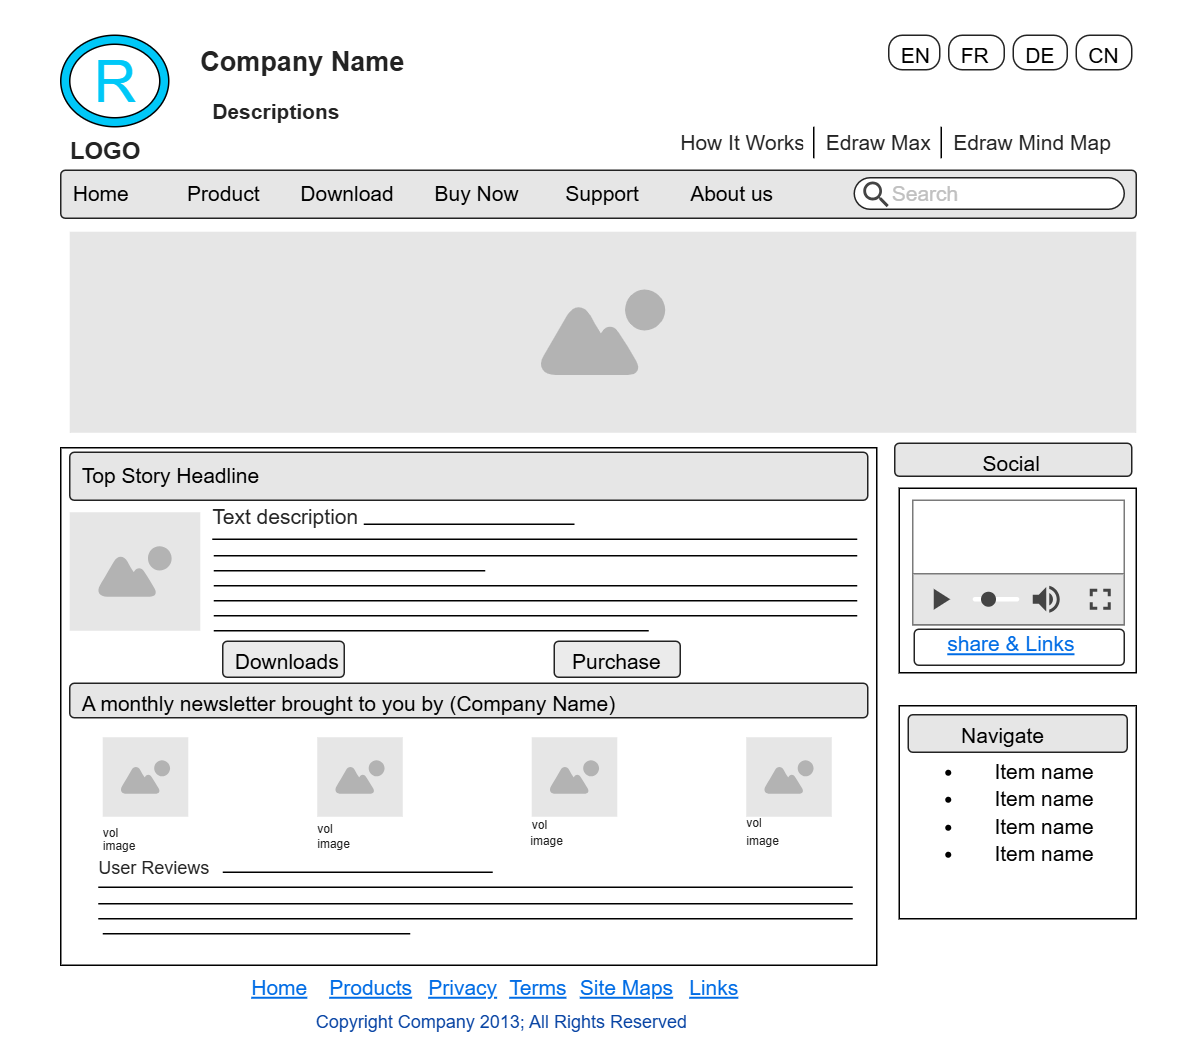 R
LOGO
Company Name
Descriptions
EN FR DE CN
How It Works Edraw Max Edraw Mind Map
Home Product Download Buy Now Support About us Search
Top Story Headline
Text description
Downloads Purchase
A monthly newsletter brought to you by (Company Name)
vol
image
vol
image
vol
image
vol
image
User Reviews
Social
share & Links
Navigate
• Item name
• Item name
• Item name
• Item name
Home Products Privacy Terms Site Maps Links
Copyright Company 2013; All Rights Reserved